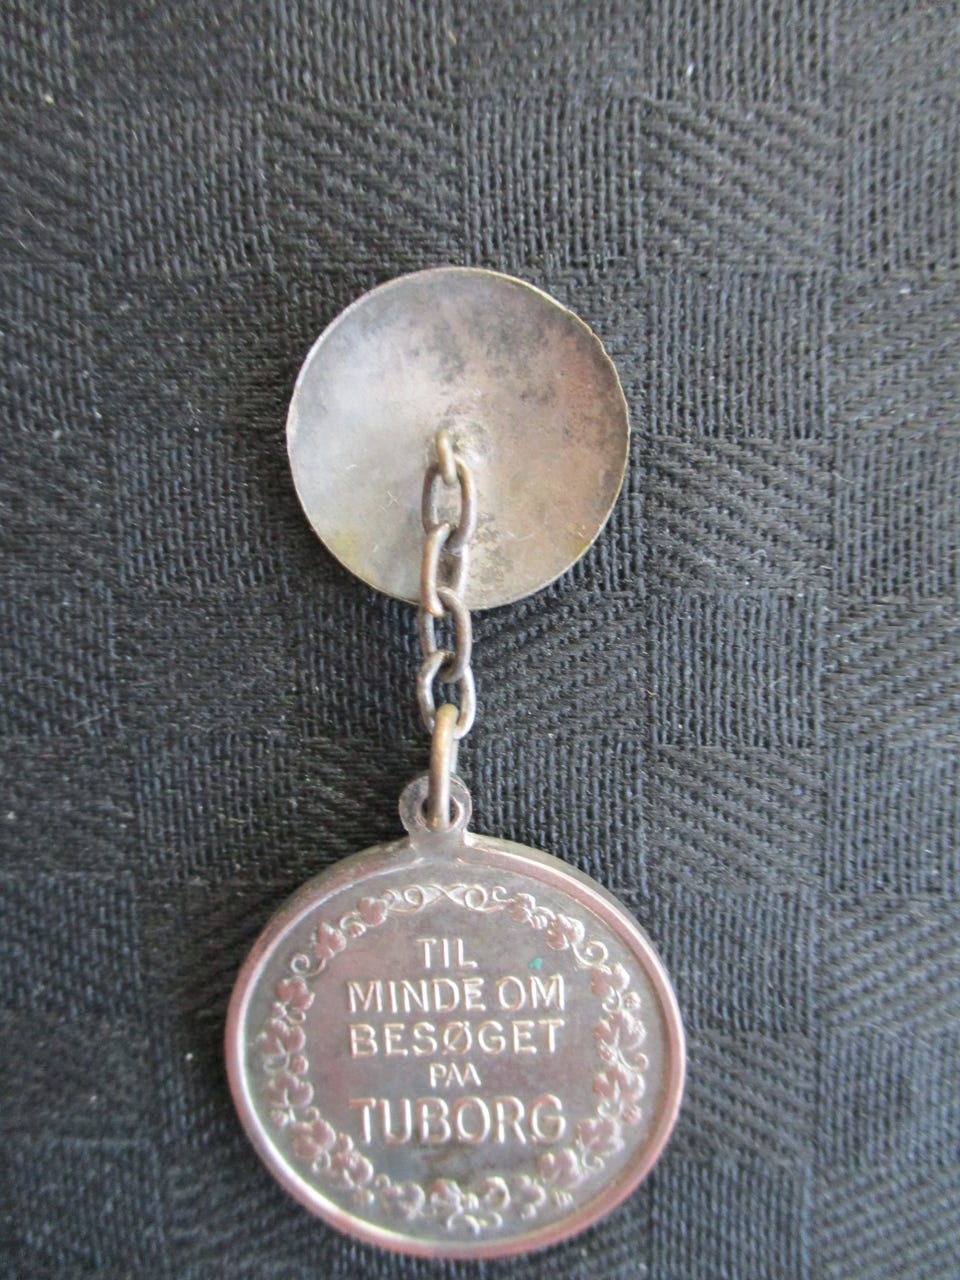 TIL
MINDE OM
BESØGET
PAA
TUBORG